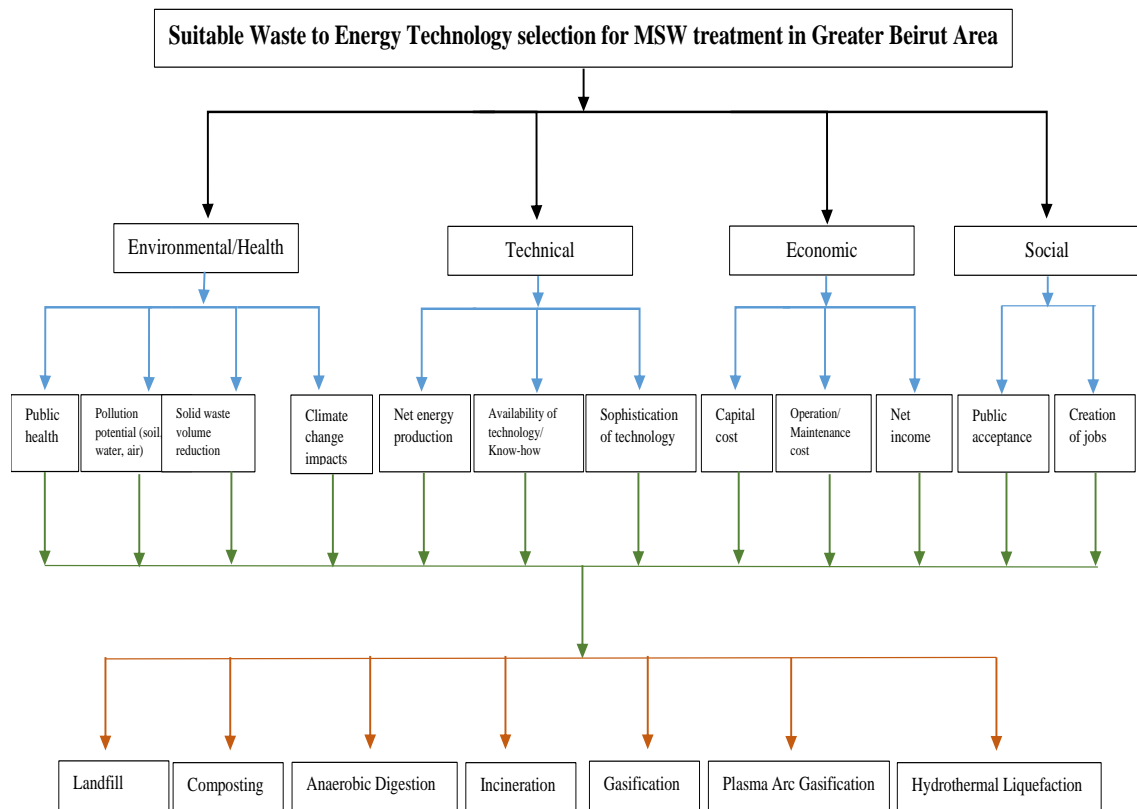 Suitable Waste to Energy Technology selection for MSW treatment in Greater Beirut Area
Environmental/Health
Technical
Economic
Social
Public
health
Pollution
potential (soil,
water, air)
Solid waste
volume
reduction
Climate
change
impacts
Net energy
production
Availability of
technology/
Know-how
Sophistication
of technology
Capital
cost
Operation/
Maintenance
cost
Net
income
Public
acceptance
Creation
of jobs
Landfill
Composting
Anaerobic Digestion
Incineration
Gasification
Plasma Arc Gasification
Hydrothermal Liquefaction